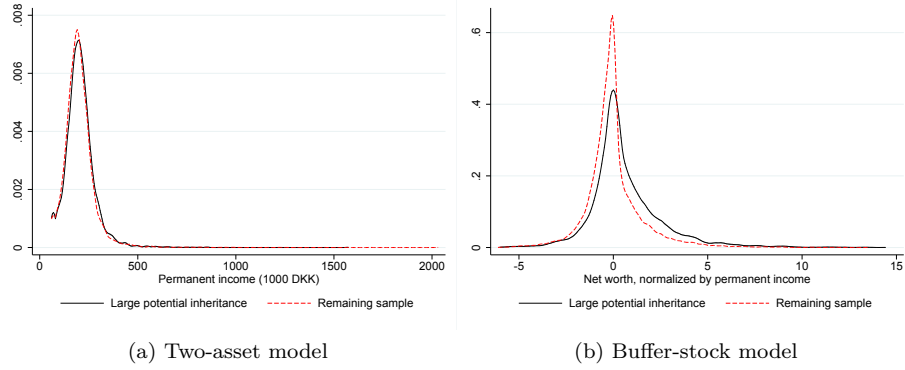 .008
.006
.004
.002
0
0 500 1000 1500 2000
Permanent income (1000 DKK)
Large potential inheritance Remaining sample
(a) Two-asset model
.6
.4
.2
0
-5 0 5 10 15
Net worth, normalized by permanent income
Large potential inheritance Remaining sample
(b) Buffer-stock model